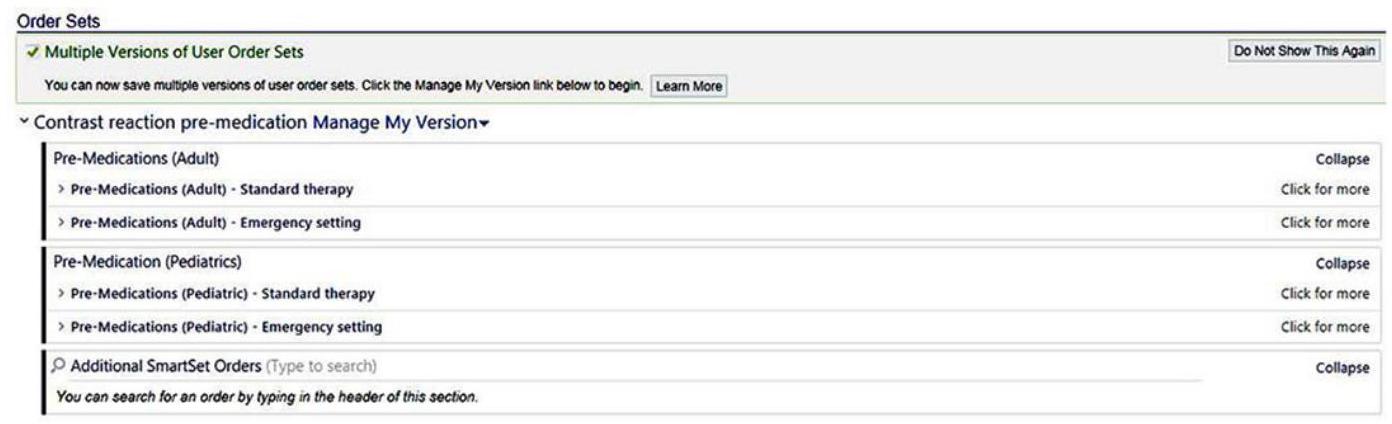 Order Sets
Multiple Versions of User Order Sets Do Not Show This Again
You can now save multiple versions of user order sets. Click the Manage My Version link below to begin. Learn More
Contrast reaction pre-medication Manage My Version
Pre-Medications (Adult) Collapse
Pre-Medications (Adult) - Standard therapy Click for more
Pre-Medications (Adult) - Emergency setting Click for more
Pre-Medication (Pediatrics) Collapse
Pre-Medications (Pediatric) - Standard therapy Click for more
Pre-Medications (Pediatric) - Emergency setting Click for more
Additional SmartSet Orders (Type to search) Collapse
You can search for an order by typing in the header of this section.